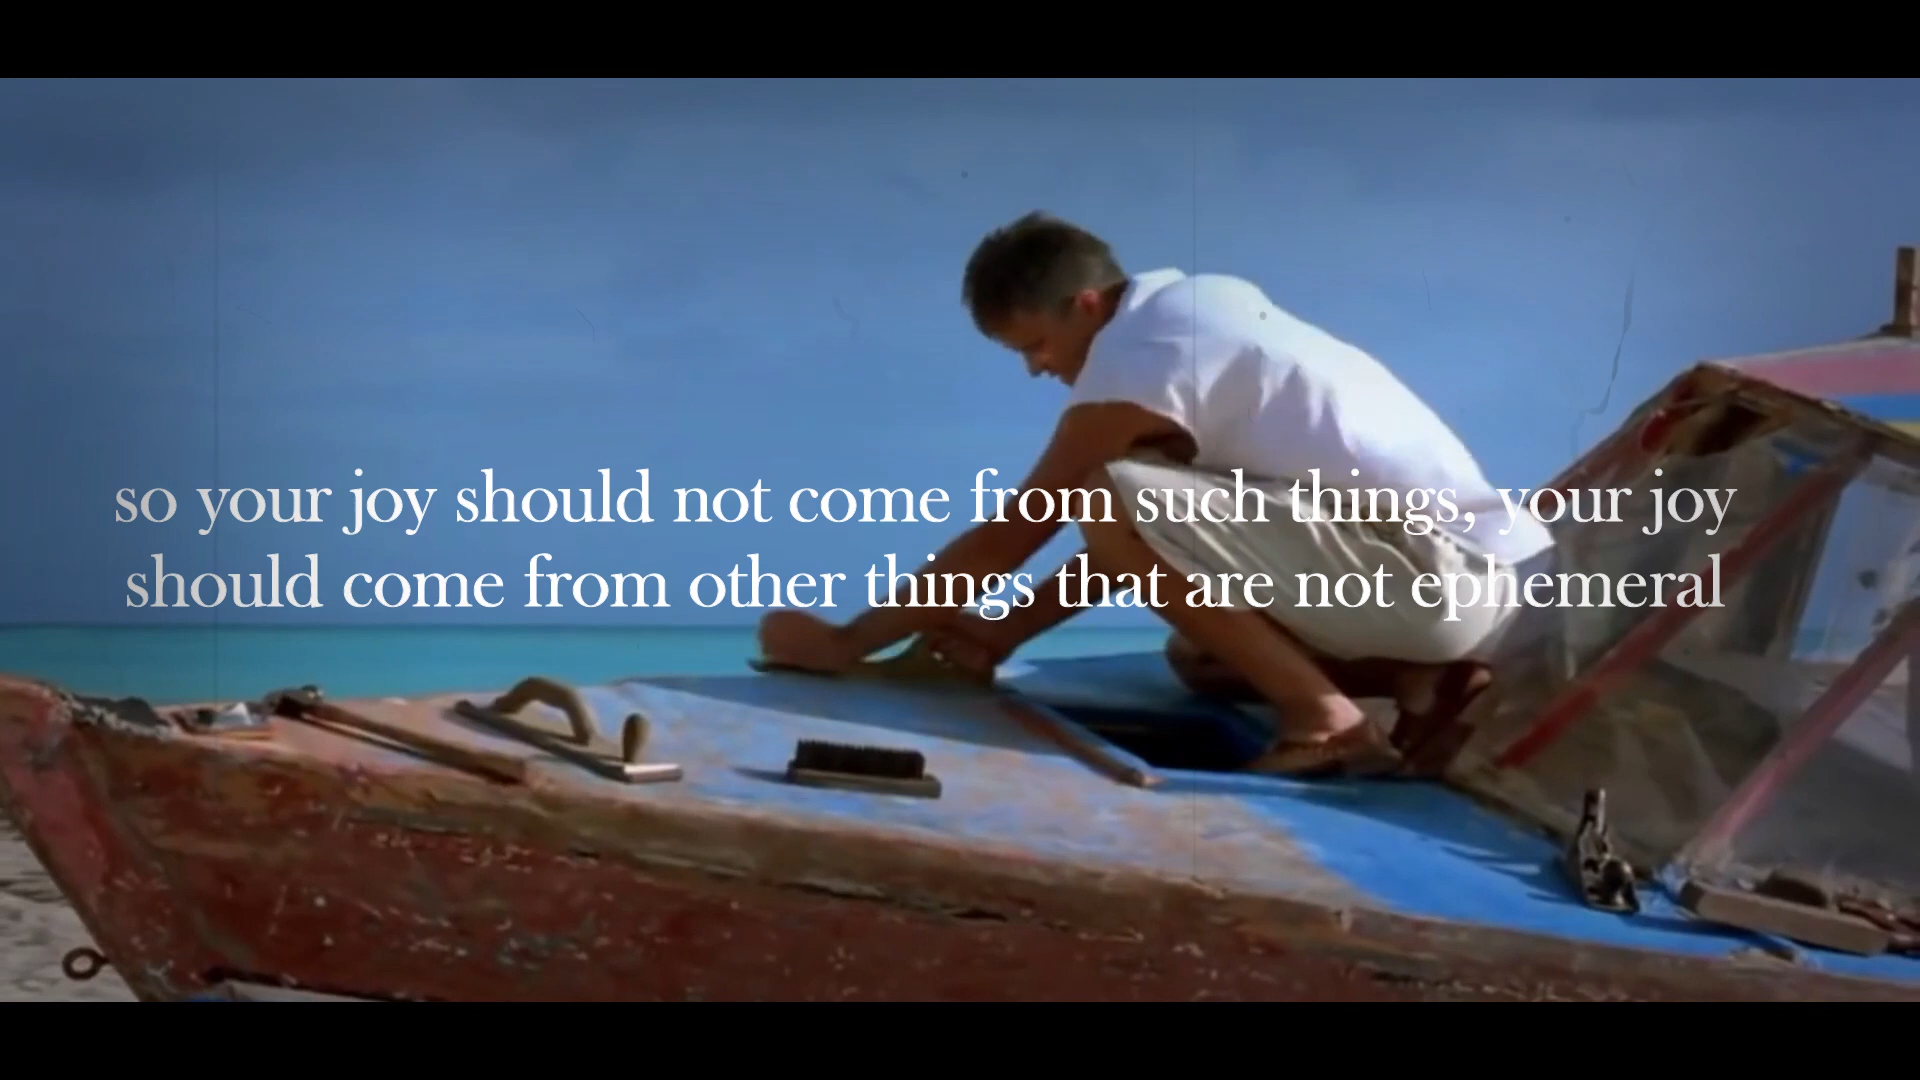 so your joy should not come from such things, your joy
should come from other things that are not ephemeral